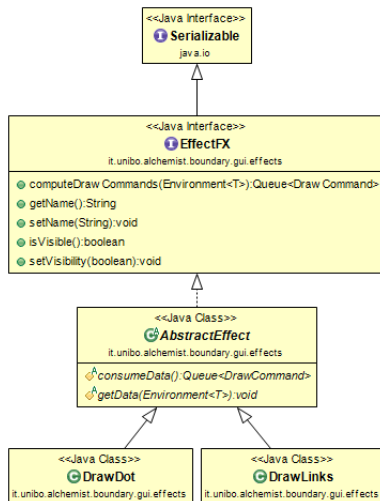 <<Java Interface>>
I Serializable
java.io
<<Java Interface>>
I EffectFX
it.unibo.alchemist.boundary.gui.effects
computeDraw Commands(Environment<T>):Queue<Draw Command>
getName():String
setName(String):void
isVisible():boolean
setVisibility(boolean):void
<<Java Class>>
C A AbstractEffect
it.unibo.alchemist.boundary.gui.effects
A consumeData():Queue<DrawCommand>
A getData(Environment<T>):void
<<Java Class>>
C DrawDot
it.unibo.alchemist.boundary.gui.effects
<<Java Class>>
C DrawLinks
it.unibo.alchemist.boundary.gui.effects